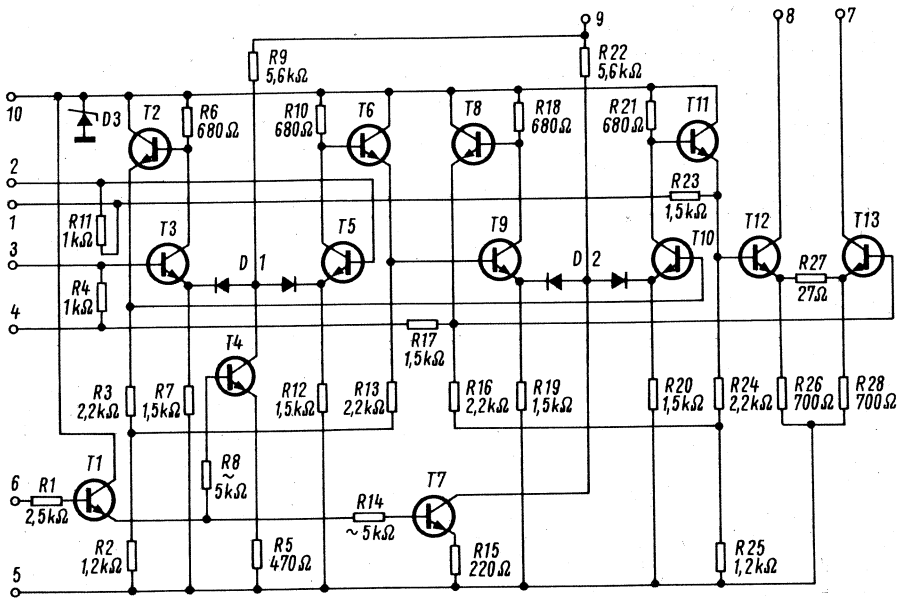 9
8
7
R9
5,6kΩ
R22
5,6kΩ
10
D3
T2
R6
680Ω
R10
680Ω
T6
T8
R18
680Ω
R21
680Ω
T11
2
1
R11
1kΩ
R23
1,5kΩ
3
T3
D 1
T5
T9
D 2
T10
T12
T13
R27
27Ω
R4
1kΩ
4
R17
1,5kΩ
T4
R3
2,2kΩ
R7
1,5kΩ
R12
1,5kΩ
R13
2,2kΩ
R16
2,2kΩ
R19
1,5kΩ
R20
1,5kΩ
R24
2,2kΩ
R26
700Ω
R28
700Ω
T1
6
R1
2,5kΩ
R8
~
5kΩ
R14
~ 5kΩ
T7
R2
1,2kΩ
R5
470Ω
R15
220Ω
R25
1,2kΩ
5